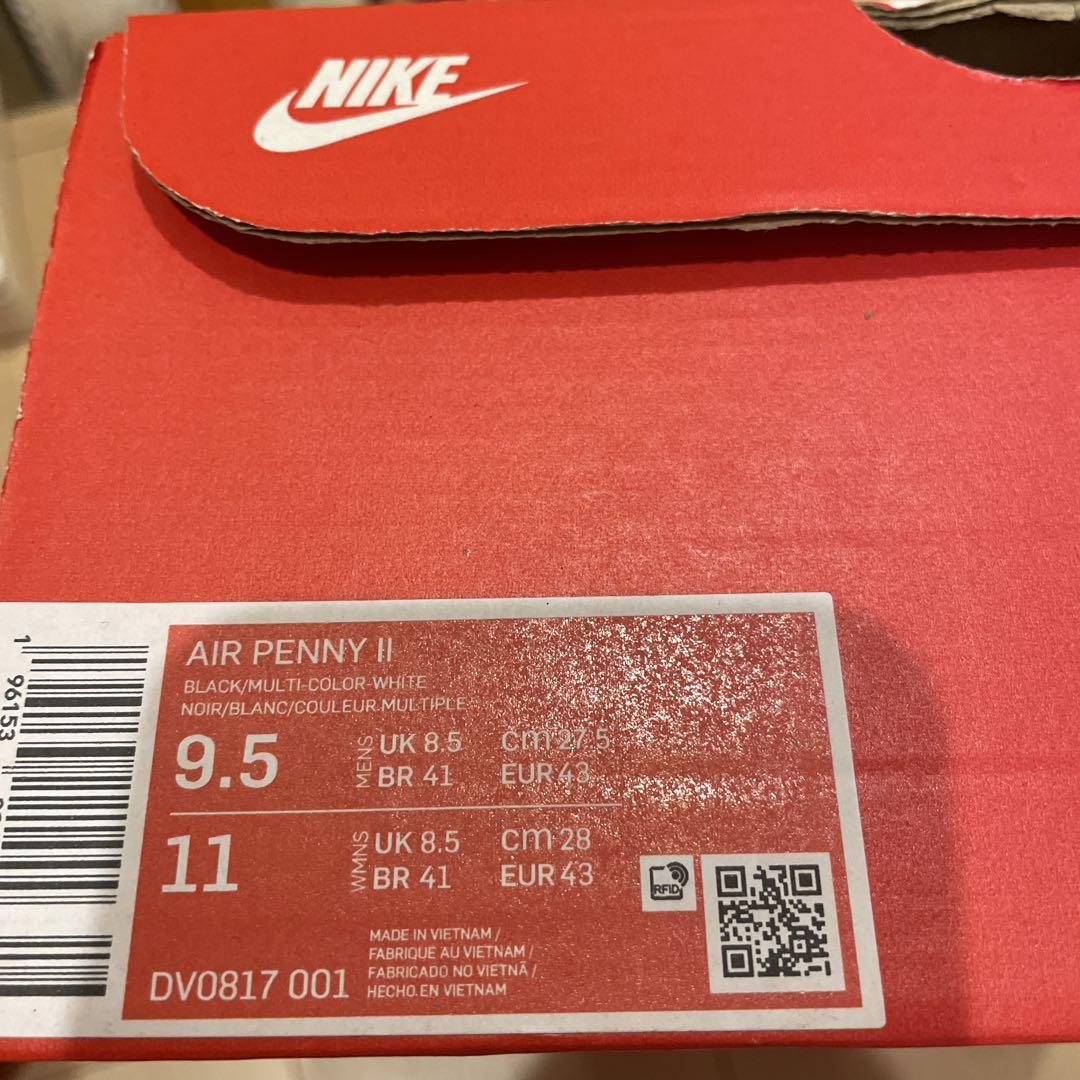 NIKE
AIR PENNY II
BLACK/MULTI-COLOR-WHITE
NOIR/BLANC/COULEUR MULTIPLE
9.5 MENS UK 8.5 cm 27.5
BR 41 EUR 43
11 WMNS UK 8.5 cm 28
BR 41 EUR 43
RFID
MADE IN VIETNAM /
FABRIQUE AU VIETNAM /
FABRICADO NO VIETNÃ /
HECHO EN VIETNAM
DV0817 001
1 96153